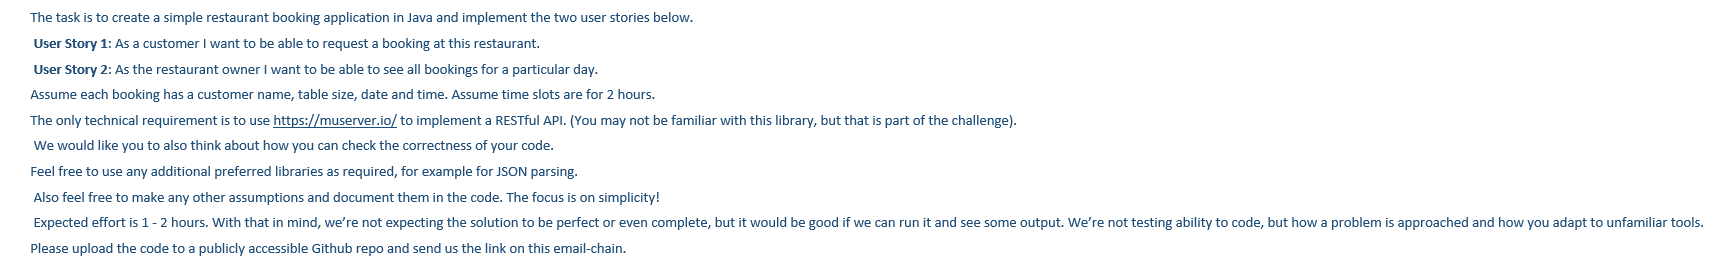 The task is to create a simple restaurant booking application in Java and implement the two user stories below.
User Story 1: As a customer I want to be able to request a booking at this restaurant.
User Story 2: As the restaurant owner I want to be able to see all bookings for a particular day.
Assume each booking has a customer name, table size, date and time. Assume time slots are for 2 hours.
The only technical requirement is to use https://muserver.io/ to implement a RESTful API. (You may not be familiar with this library, but that is part of the challenge).
We would like you to also think about how you can check the correctness of your code.
Feel free to use any additional preferred libraries as required, for example for JSON parsing.
Also feel free to make any other assumptions and document them in the code. The focus is on simplicity!
Expected effort is 1 - 2 hours. With that in mind, we’re not expecting the solution to be perfect or even complete, but it would be good if we can run it and see some output. We’re not testing ability to code, but how a problem is approached and how you adapt to unfamiliar tools.
Please upload the code to a publicly accessible Github repo and send us the link on this email-chain.